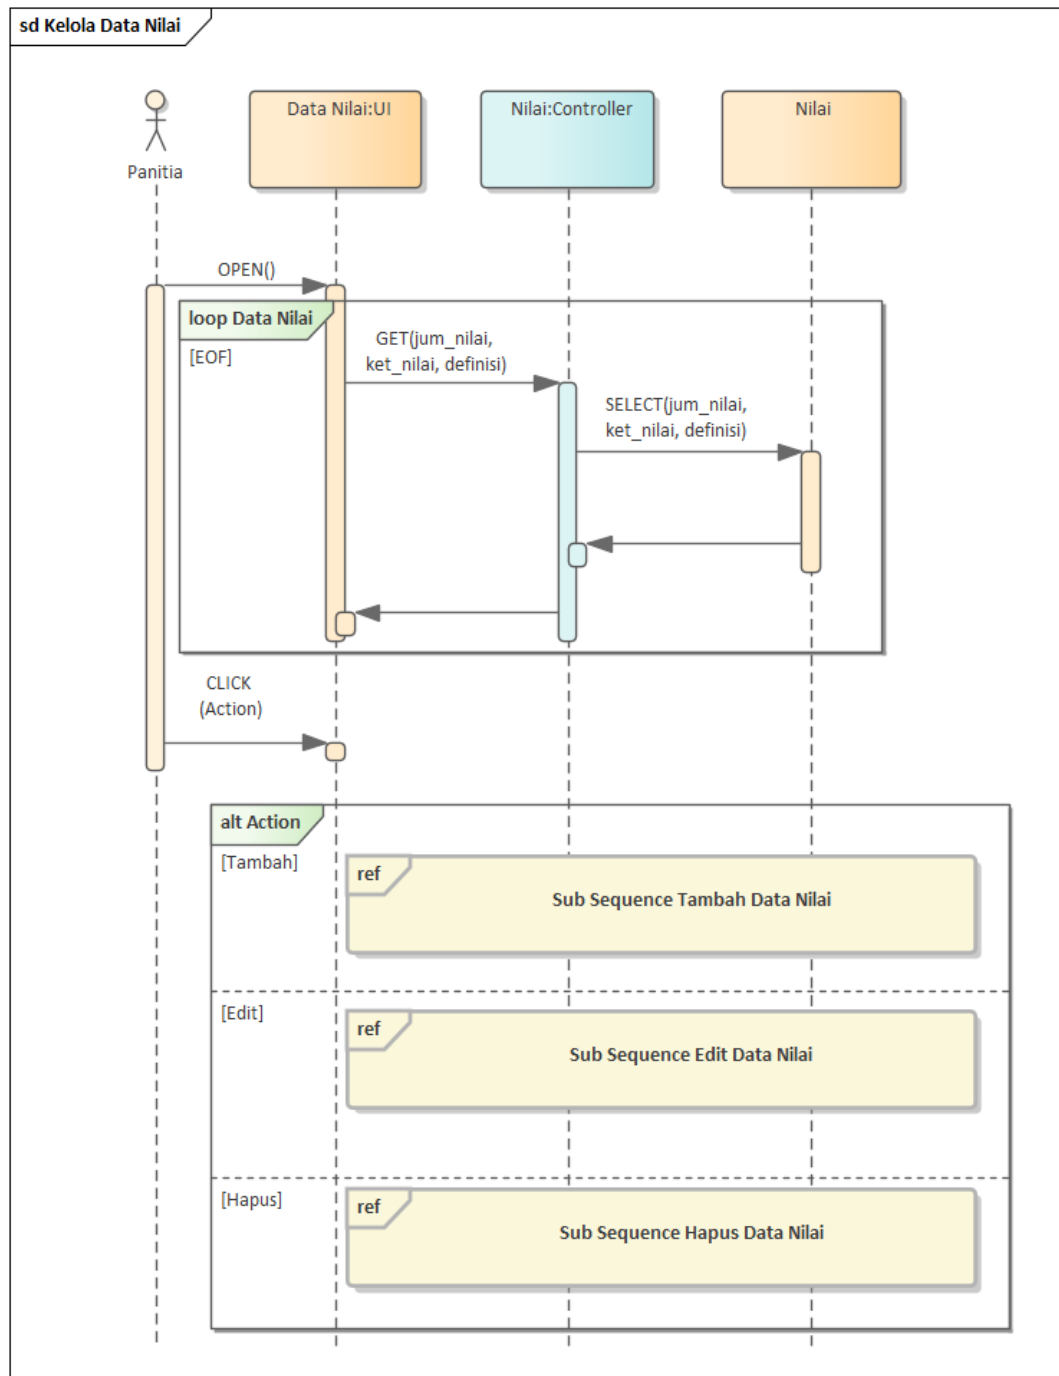 sd Kelola Data Nilai
Panitia
Data Nilai:UI
Nilai:Controller
Nilai
OPEN()
loop Data Nilai
[EOF]
GET(jum_nilai,
ket_nilai, definisi)
SELECT(jum_nilai,
ket_nilai, definisi)
CLICK
(Action)
alt Action
[Tambah]
ref
Sub Sequence Tambah Data Nilai
[Edit]
ref
Sub Sequence Edit Data Nilai
[Hapus]
ref
Sub Sequence Hapus Data Nilai